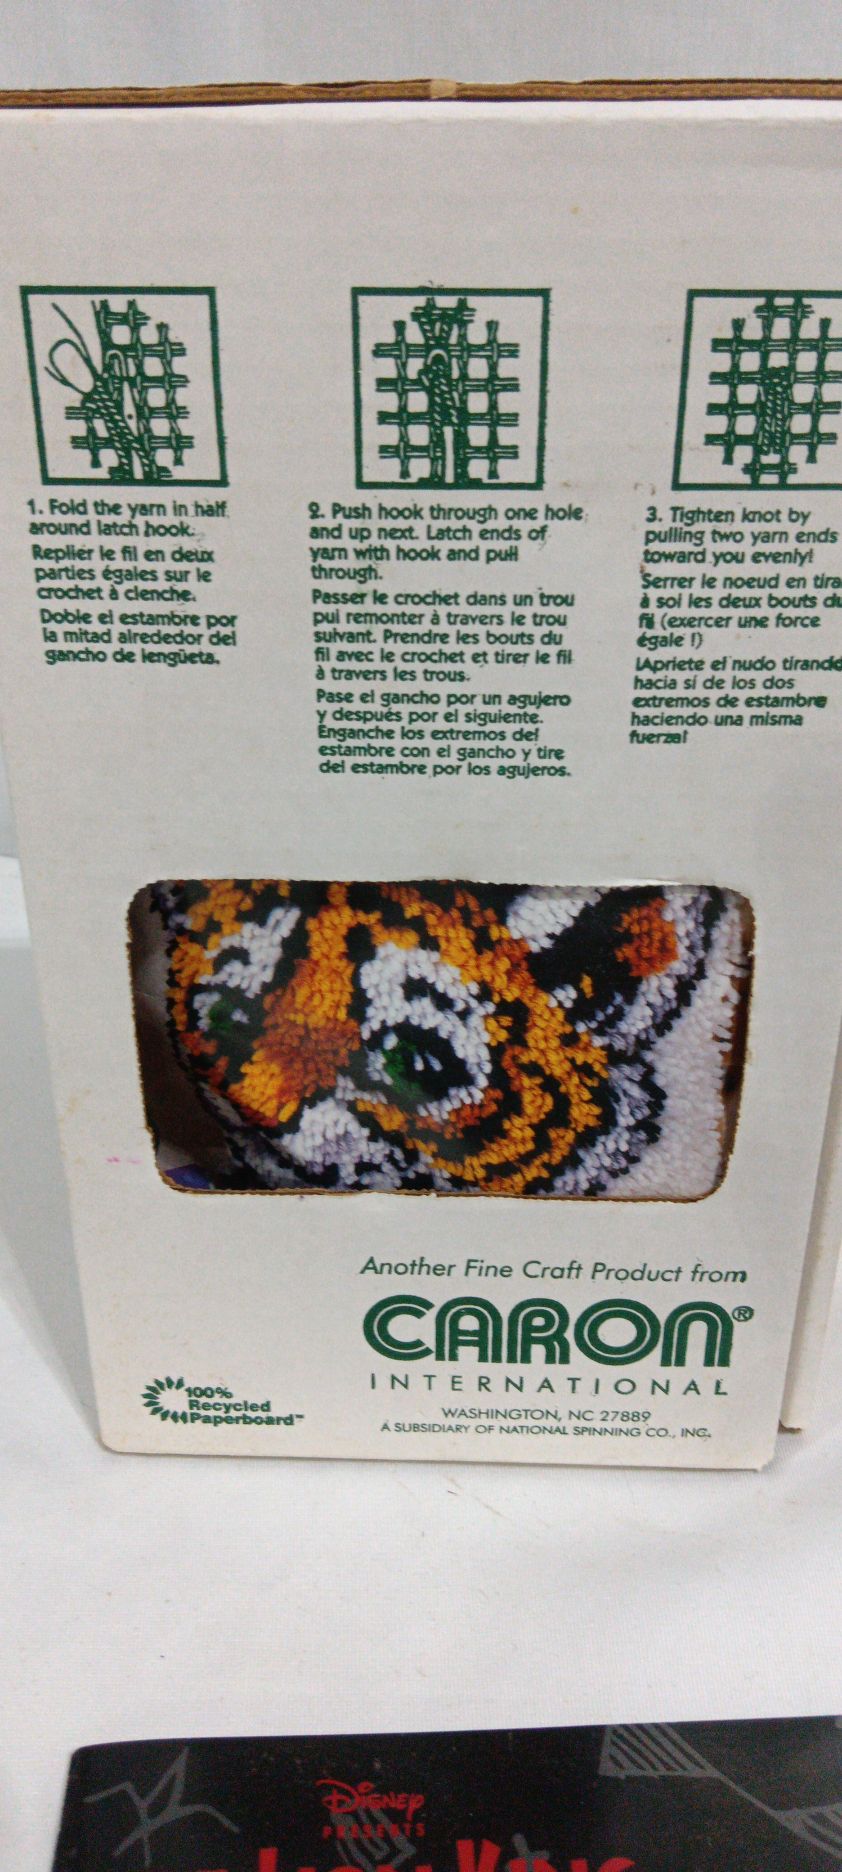 1. Fold the yarn in half
around latch hook.
Replier le fil en deux
parties égales sur le
crochet à clenche.
Doble el estambre por
la mitad alrededor del
gancho de lengüeta.
2. Push hook through one hole
and up next. Latch ends of
yarn with hook and pull
through.
Passer le crochet dans un trou
pui remonter à travers le trou
suivant. Prendre les bouts du
fil avec le crochet et tirer le fil
à travers les trous.
Pase el gancho por un agujero
y después por el siguiente.
Enganche los extremos del
estambre con el gancho y tire
del estambre por los agujeros.
3. Tighten knot by
pulling two yarn ends
toward you evenly!
Serrer le noeud en tira
à soi les deux bouts du
fil (exercer une force
égale !)
¡Apriete el nudo tirando
hacia sí de los dos
extremos de estambre
haciendo una misma
fuerza!
Another Fine Craft Product from
CARON®
INTERNATIONAL
WASHINGTON, NC 27889
A SUBSIDIARY OF NATIONAL SPINNING CO., INC.
100%
Recycled
Paperboard™
DISNEY
PRESENTS
LION KING